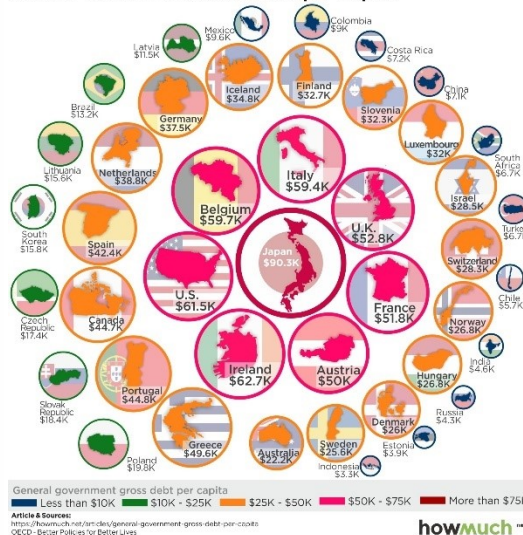 Mexico
$9.6K
Colombia
$9K
Latvia
$11.5K
Costa Rica
$7.2K
Iceland
$34.8K
Finland
$32.7K
China
$7.1K
Brazil
$13.2K
Germany
$37.5K
Slovenia
$32.3K
Luxembourg
$32K
South
Africa
$6.7K
Lithuania
$15.6K
Netherlands
$38.8K
Belgium
$59.7K
Italy
$59.4K
U.K.
$52.8K
Israel
$28.5K
South
Korea
$15.8K
Spain
$42.4K
Japan
$90.3K
Switzerland
$28.3K
Chile
$5.7K
Czech
Republic
$17.4K
Canada
$44.7K
U.S.
$61.5K
France
$51.8K
Norway
$26.8K
India
$4.6K
Slovak
Republic
$18.4K
Portugal
$44.8K
Ireland
$62.7K
Austria
$50K
Hungary
$26.8K
Russia
$4.3K
Poland
$19.8K
Greece
$49.6K
Australia
$22.2K
Sweden
$25.6K
Denmark
$26K
Estonia
$3.9K
Indonesia
$3.3K
General government gross debt per capita
Less than $10K $10K - $25K $25K - $50K $50K - $75K More than
Article & Sources:
https://howmuch.net/articles/general-government-gross-debt-per-capita
OECD - Better Policies for Better Lives
howmuch